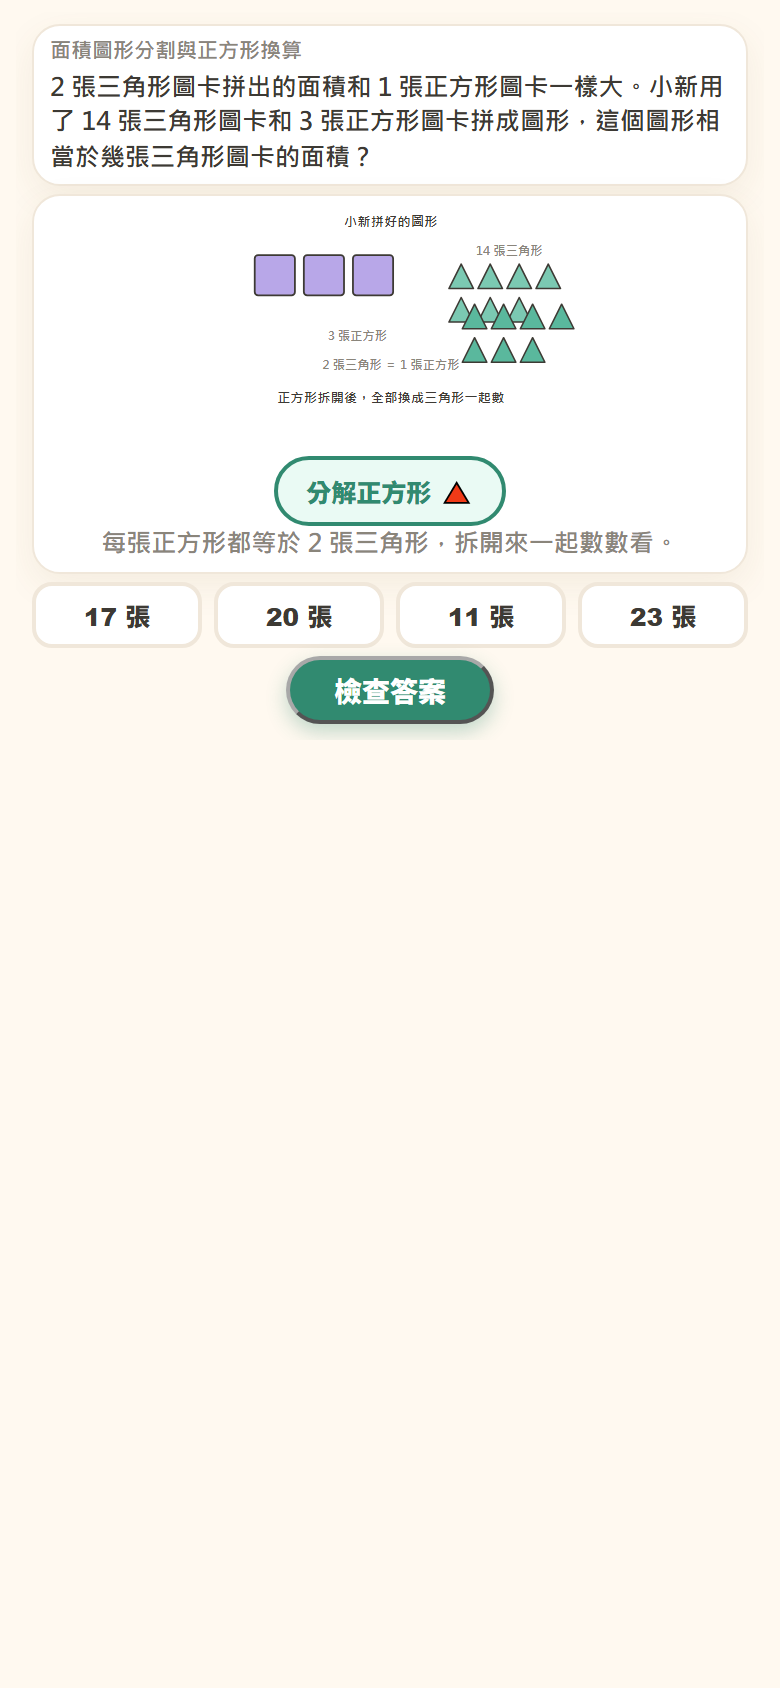 面積圖形分割與正方形換算
2 張三角形圖卡拼出的面積和 1 張正方形圖卡一樣大。小新用
了 14 張三角形圖卡和 3 張正方形圖卡拼成圖形，這個圖形相
當於幾張三角形圖卡的面積？
小新拼好的圖形
14 張三角形
3 張正方形
2 張三角形 = 1 張正方形
正方形拆開後，全部換成三角形一起數
分解正方形
每張正方形都等於 2 張三角形，拆開來一起數數看。
17 張
20 張
11 張
23 張
檢查答案